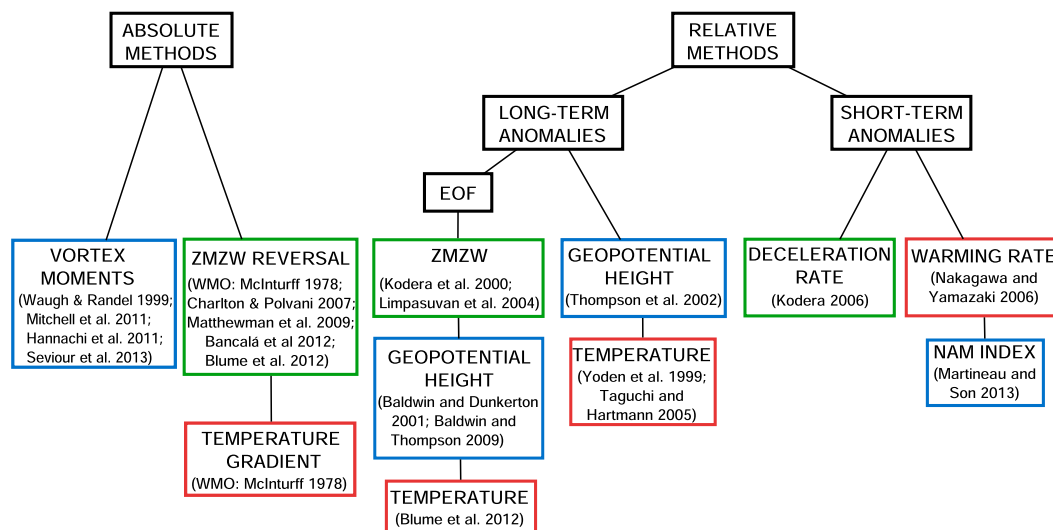 ABSOLUTE
METHODS
VORTEX
MOMENTS
(Waugh & Randel 1999;
Mitchell et al. 2011;
Hannachi et al. 2011;
Seviour et al. 2013)
ZMZW REVERSAL
(WMO: McInturff 1978;
Charlton & Polvani 2007;
Matthewman et al. 2009;
Bancalá et al 2012;
Blume et al. 2012)
TEMPERATURE
GRADIENT
(WMO: McInturff 1978)
RELATIVE
METHODS
LONG-TERM
ANOMALIES
EOF
ZMZW
(Kodera et al. 2000;
Limpasuvan et al. 2004)
GEOPOTENTIAL
HEIGHT
(Baldwin and Dunkerton
2001; Baldwin and
Thompson 2009)
TEMPERATURE
(Blume et al. 2012)
GEOPOTENTIAL
HEIGHT
(Thompson et al. 2002)
TEMPERATURE
(Yoden et al. 1999;
Taguchi and
Hartmann 2005)
SHORT-TERM
ANOMALIES
DECELERATION
RATE
(Kodera 2006)
WARMING RATE
(Nakagawa and
Yamazaki 2006)
NAM INDEX
(Martineau and
Son 2013)